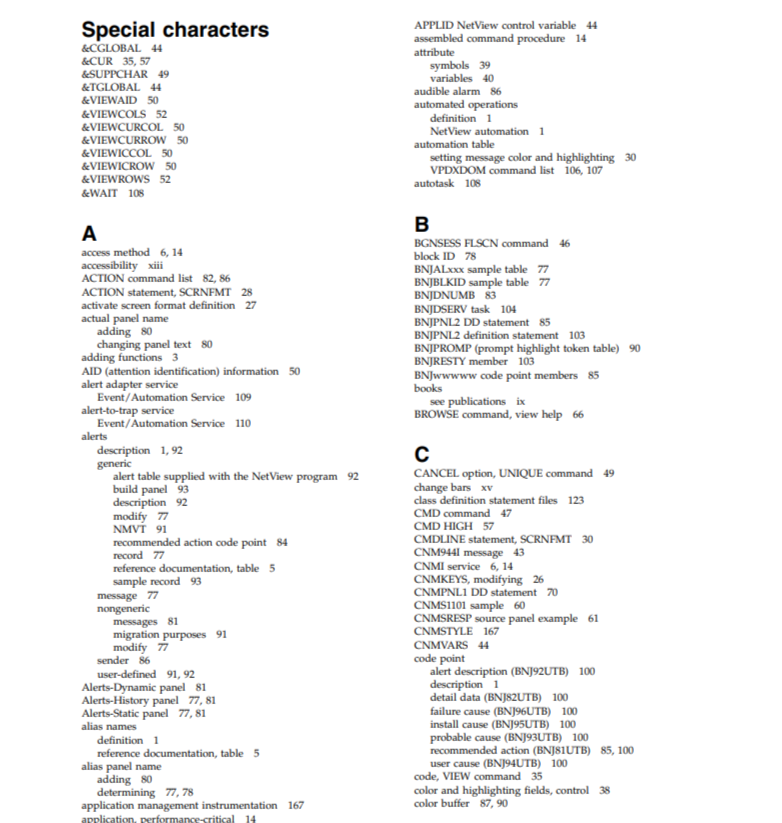 Special characters
&CGLOBAL 44
&CUR 35, 57
&SUPPCHAR 49
&TGLOBAL 44
&VIEWAID 50
&VIEWCOLS 52
&VIEWCURCOL 50
&VIEWCURROW 50
&VIEWICCOL 50
&VIEWICROW 50
&VIEWROWS 52
&WAIT 108
A
access method 6, 14
accessibility xiii
ACTION command list 82, 86
ACTION statement, SCRNFMT 28
activate screen format definition 27
actual panel name
adding 80
changing panel text 80
adding functions 3
AID (attention identification) information 50
alert adapter service
Event/Automation Service 109
alert-to-trap service
Event/Automation Service 110
alerts
description 1, 92
generic
alert table supplied with the NetView program 92
build panel 93
description 92
modify 77
NMVT 91
recommended action code point 84
record 77
reference documentation, table 5
sample record 93
message 77
nongeneric
messages 81
migration purposes 91
modify 77
sender 86
user-defined 91, 92
Alerts-Dynamic panel 81
Alerts-History panel 77, 81
Alerts-Static panel 77, 81
alias names
definition 1
reference documentation, table 5
alias panel name
adding 80
determining 77, 78
application management instrumentation 167
application, performance-critical 14
APPLID NetView control variable 44
assembled command procedure 14
attribute
symbols 39
variables 40
audible alarm 86
automated operations
definition 1
NetView automation 1
automation table
setting message color and highlighting 30
VPDXDOM command list 106, 107
autotask 108
B
BGNSESS FLSCN command 46
block ID 78
BNJALxxx sample table 77
BNJBLKID sample table 77
BNJDNUMB 83
BNJDSERV task 104
BNJPNL2 DD statement 85
BNJPNL2 definition statement 103
BNJPROMP (prompt highlight token table) 90
BNJRESTY member 103
BNJwwwww code point members 85
books
see publications ix
BROWSE command, view help 66
C
CANCEL option, UNIQUE command 49
change bars xv
class definition statement files 123
CMD command 47
CMD HIGH 57
CMDLINE statement, SCRNFMT 30
CNM944I message 43
CNMI service 6, 14
CNMKEYS, modifying 26
CNMPNL1 DD statement 70
CNMS1101 sample 60
CNMSRESP source panel example 61
CNMSTYLE 167
CNMVARS 44
code point
alert description (BNJ92UTB) 100
description 1
detail data (BNJ82UTB) 100
failure cause (BNJ96UTB) 100
install cause (BNJ95UTB) 100
probable cause (BNJ93UTB) 100
recommended action (BNJ81UTB) 85, 100
user cause (BNJ94UTB) 100
code, VIEW command 35
color and highlighting fields, control 38
color buffer 87, 90